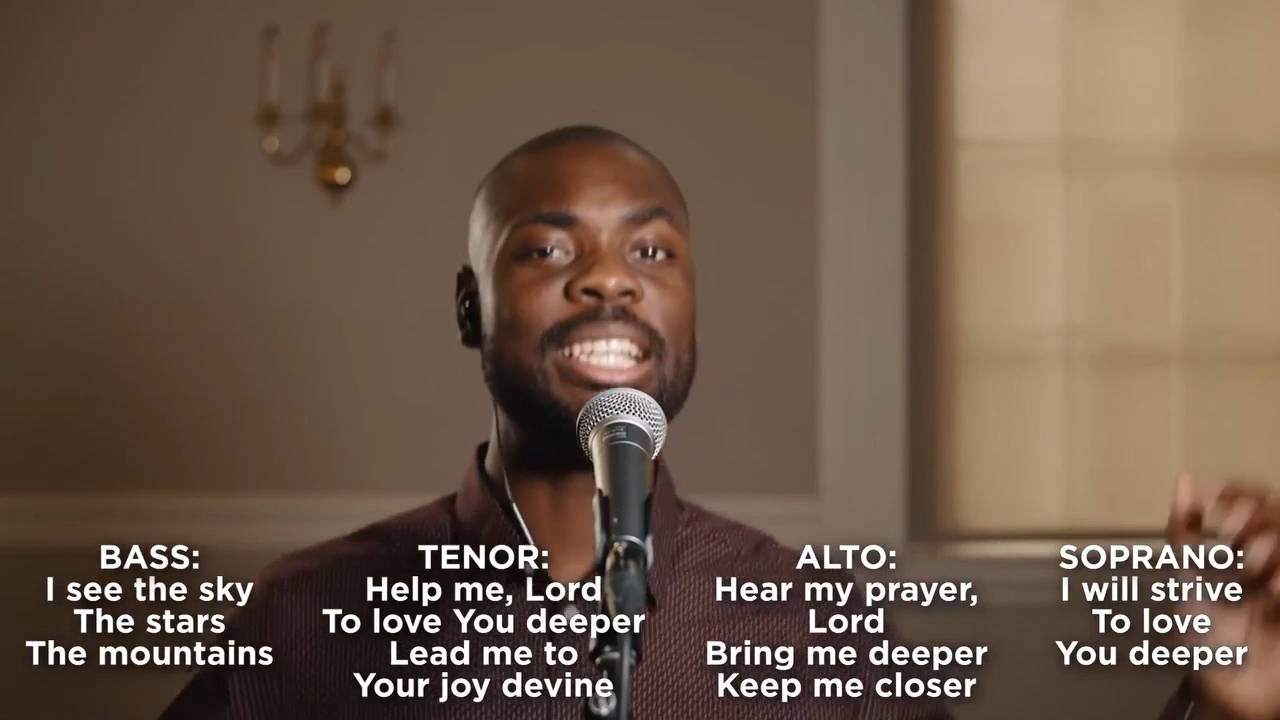 BASS:
I see the sky
The stars
The mountains
TENOR:
Help me, Lord
To love You deeper
Lead me to
Your joy devine
ALTO:
Hear my prayer,
Lord
Bring me deeper
Keep me closer
SOPRANO:
I will strive
To love
You deeper